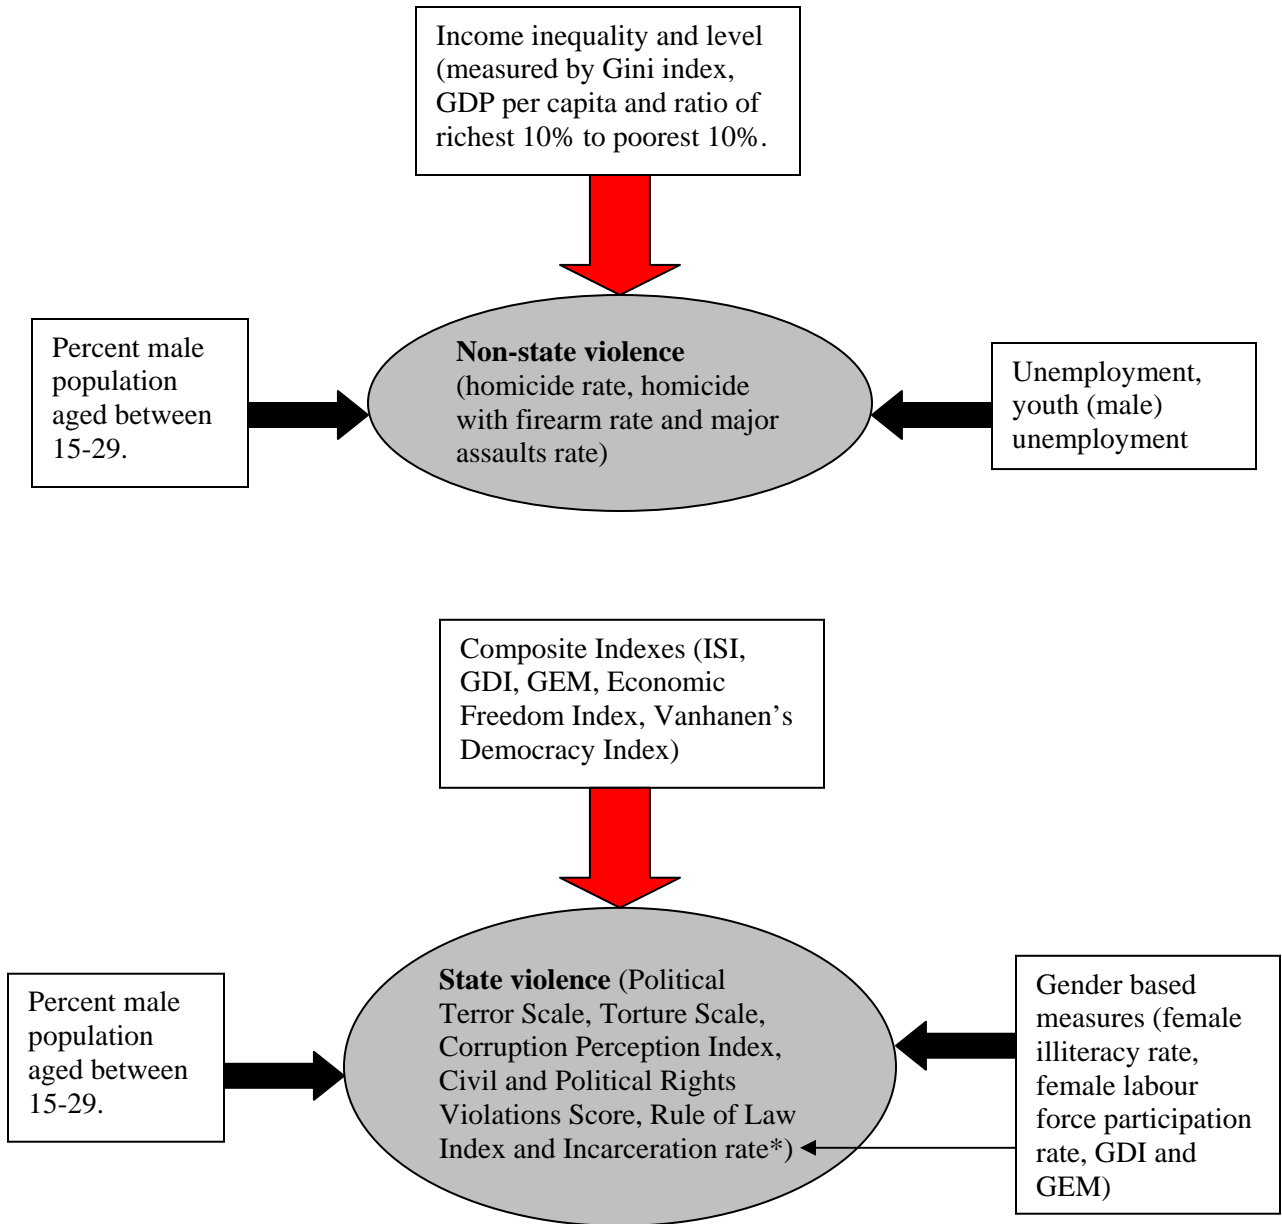 Income inequality and level
(measured by Gini index,
GDP per capita and ratio of
richest 10% to poorest 10%.
Percent male
population
aged between
15-29.
Non-state violence
(homicide rate, homicide
with firearm rate and major
assaults rate)
Unemployment,
youth (male)
unemployment
Composite Indexes (ISI,
GDI, GEM, Economic
Freedom Index, Vanhanen’s
Democracy Index)
Percent male
population
aged between
15-29.
State violence (Political
Terror Scale, Torture Scale,
Corruption Perception Index,
Civil and Political Rights
Violations Score, Rule of Law
Index and Incarceration rate*)
Gender based
measures (female
illiteracy rate,
female labour
force participation
rate, GDI and
GEM)